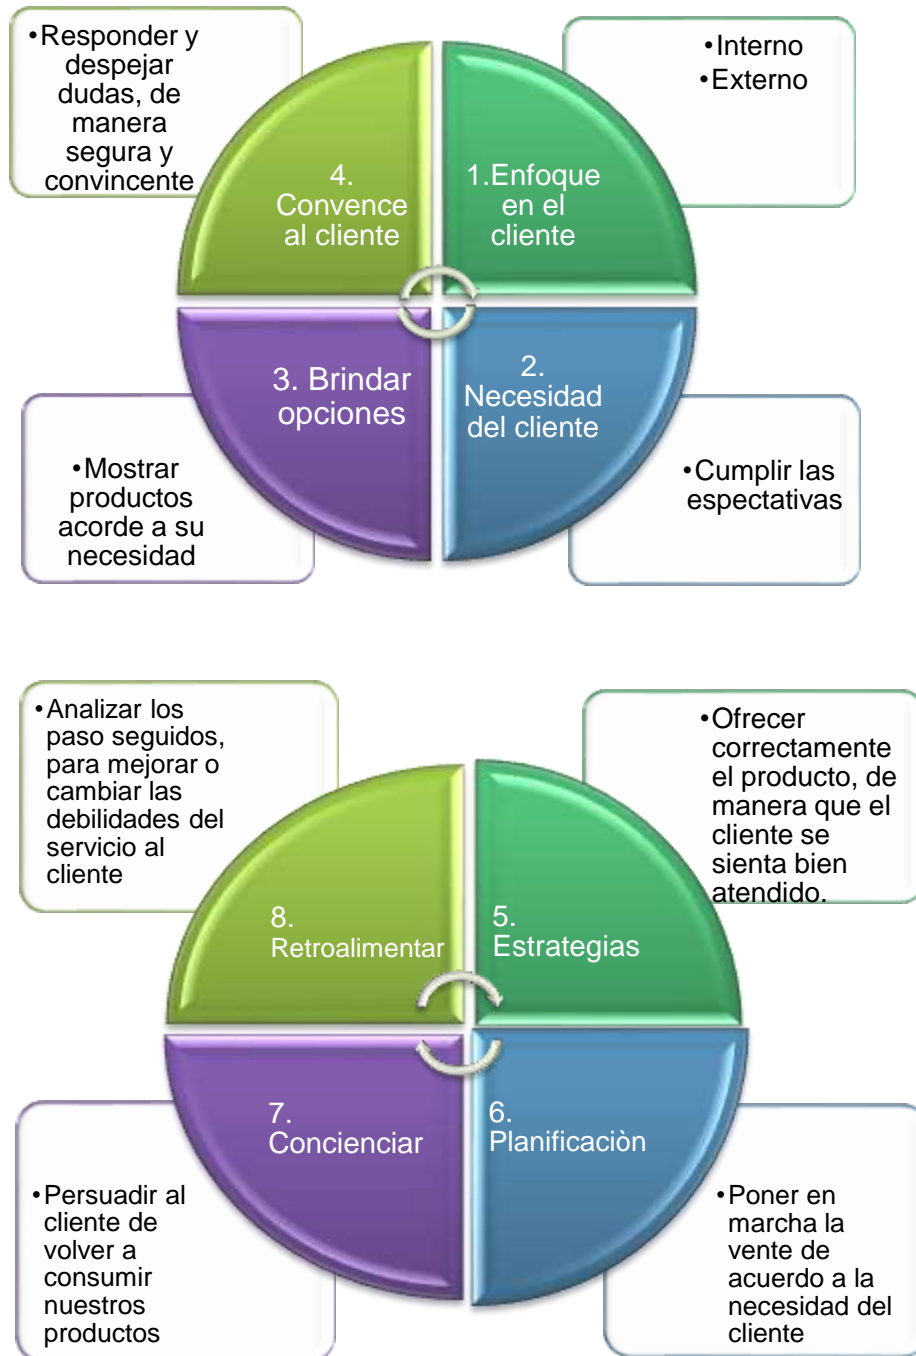 •Responder y
despejar
dudas, de
manera
segura y
convincente
•Interno
•Externo
4.
Convence
al cliente
1.Enfoque
en el
cliente
3. Brindar
opciones
2.
Necesidad
del cliente
•Mostrar
productos
acorde a su
necesidad
•Cumplir las
espectativas
•Analizar los
paso seguidos,
para mejorar o
cambiar las
debilidades del
servicio al
cliente
•Ofrecer
correctamente
el producto, de
manera que el
cliente se
sienta bien
atendido.
8.
Retroalimentar
5.
Estrategias
7.
Concienciar
6.
Planificaciòn
•Persuadir al
cliente de
volver a
consumir
nuestros
productos
•Poner en
marcha la
vente de
acuerdo a la
necesidad del
cliente